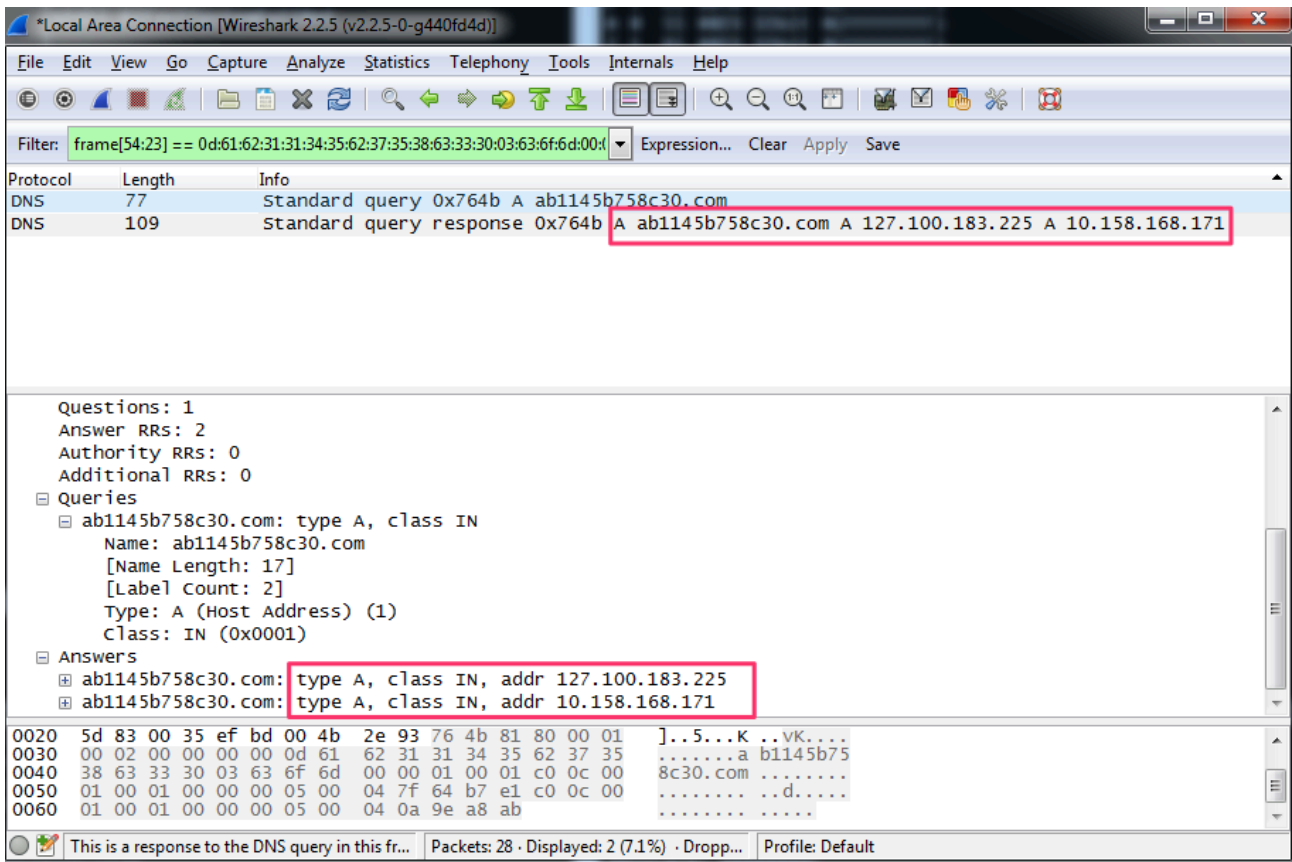 *Local Area Connection [Wireshark 2.2.5 (v2.2.5-0-g440fd4d)]
File Edit View Go Capture Analyze Statistics Telephony Tools Internals Help
Filter: frame[54:23] == 0d:61:62:31:31:34:35:62:37:35:38:63:33:30:03:63:6f:6d:00:( Expression... Clear Apply Save
Protocol Length Info
DNS 77 Standard query 0x764b A ab1145b758c30.com
DNS 109 Standard query response 0x764b A ab1145b758c30.com A 127.100.183.225 A 10.158.168.171
Questions: 1
Answer RRs: 2
Authority RRs: 0
Additional RRs: 0
Queries
ab1145b758c30.com: type A, class IN
Name: ab1145b758c30.com
[Name Length: 17]
[Label Count: 2]
Type: A (Host Address) (1)
Class: IN (0x0001)
Answers
ab1145b758c30.com: type A, class IN, addr 127.100.183.225
ab1145b758c30.com: type A, class IN, addr 10.158.168.171
0020 5d 83 00 35 ef bd 00 4b 2e 93 76 4b 81 80 00 01 ]..5...K ..vK....
0030 00 02 00 00 00 00 0d 61 62 31 31 34 35 62 37 35 .......a b1145b75
0040 38 63 33 30 03 63 6f 6d 00 00 01 00 01 c0 0c 00 8c30.com ........
0050 01 00 01 00 00 00 05 00 04 7f 64 b7 e1 c0 0c 00 ........ ..d.....
0060 01 00 01 00 00 00 05 00 04 0a 9e a8 ab ........ .....
This is a response to the DNS query in this fr... Packets: 28 · Displayed: 2 (7.1%) · Dropp... Profile: Default